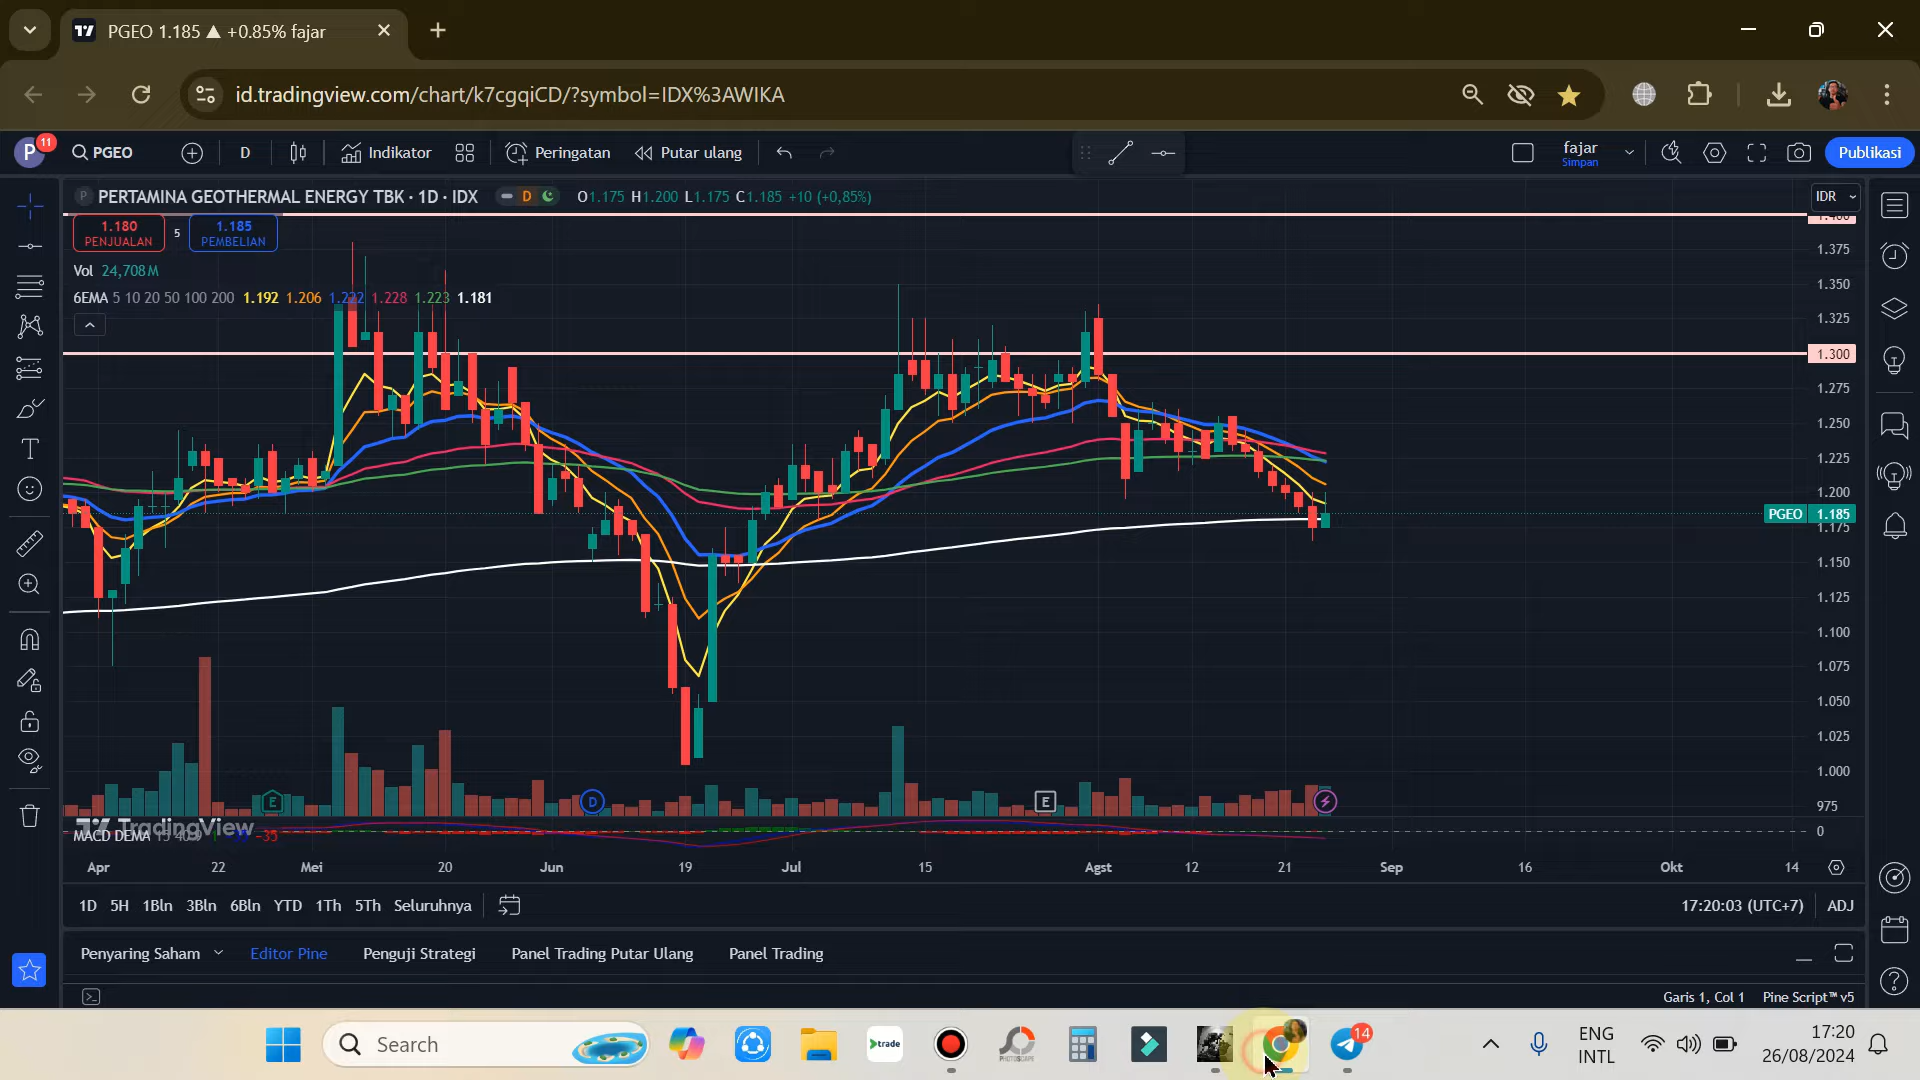 PGEO 1.185 ▲ +0.85% fajar
id.tradingview.com/chart/k7cgqiCD/?symbol=IDX%3AWIKA
P 11 PGEO D Indikator Peringatan Putar ulang fajar Simpan Publikasi
P PERTAMINA GEOTHERMAL ENERGY TBK · 1D · IDX D O1.175 H1.200 L1.175 C1.185 +10 (+0,85%) IDR
1.180 PENJUALAN 5 1.185 PEMBELIAN
Vol 24,708M
6EMA 5 10 20 50 100 200 1.192 1.206 1.222 1.228 1.223 1.181
1.400
1.375
1.350
1.325
1.300
1.275
1.250
1.225
1.200
PGEO 1.185
1.175
1.150
1.125
1.100
1.075
1.050
1.025
1.000
975
E D E
TradingView
MACD DEMA -35 0
Apr 22 Mei 20 Jun 19 Jul 15 Agst 12 21 Sep 16 Okt 14
1D 5H 1Bln 3Bln 6Bln YTD 1Th 5Th Seluruhnya 17:20:03 (UTC+7) ADJ
Penyaring Saham Editor Pine Penguji Strategi Panel Trading Putar Ulang Panel Trading
Garis 1, Col 1 Pine Script™ v5
Search trade PHOTOSCAPE 14 ENG INTL 17:20 26/08/2024